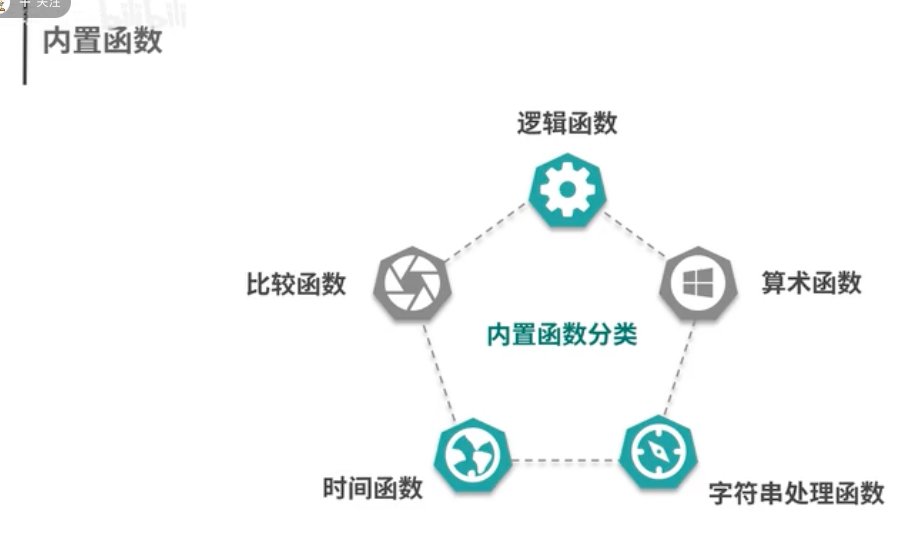 + 关注
bilibili
内置函数
逻辑函数
比较函数
算术函数
内置函数分类
时间函数
字符串处理函数